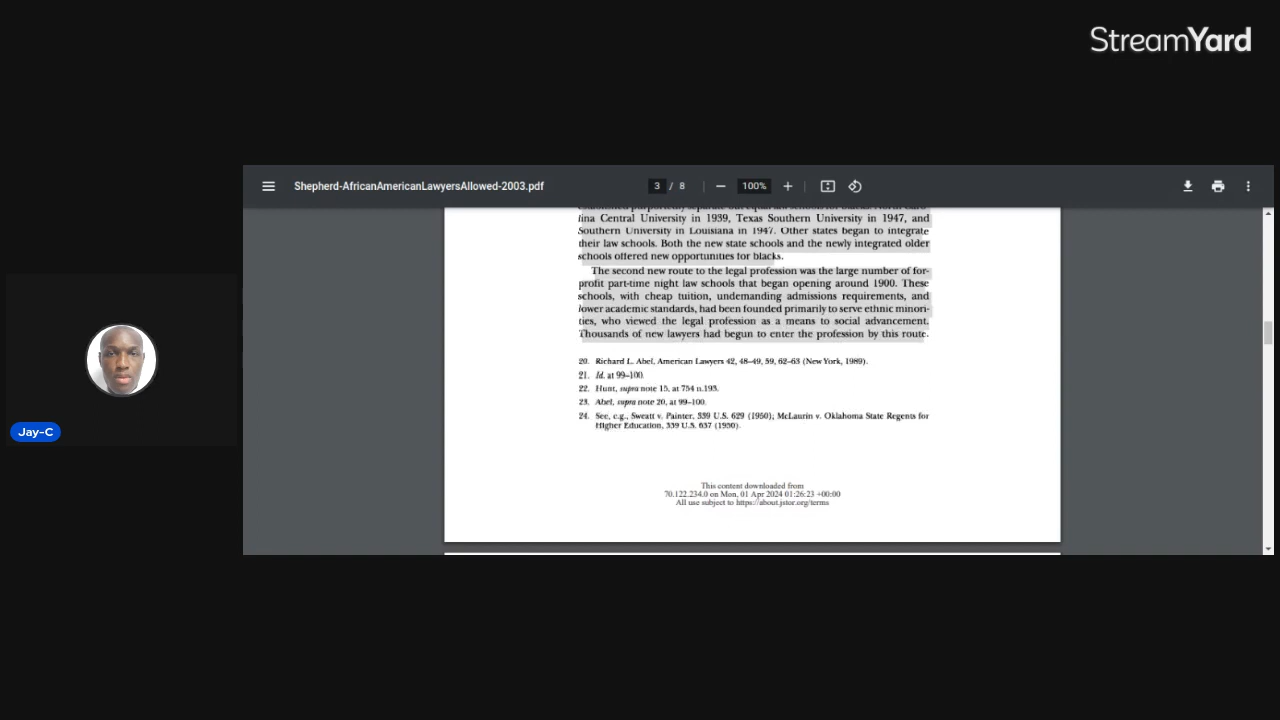 StreamYard
Shepherd-AfricanAmericanLawyersAllowed-2003.pdf
3 / 8
100%
lina Central University in 1939, Texas Southern University in 1947, and
Southern University in Louisiana in 1947. Other states began to integrate
their law schools. Both the new state schools and the newly integrated older
schools offered new opportunities for blacks.
The second new route to the legal profession was the large number of for-
profit part-time night law schools that began opening around 1900. These
schools, with cheap tuition, undemanding admissions requirements, and
lower academic standards, had been founded primarily to serve ethnic minori-
ties, who viewed the legal profession as a means to social advancement.
Thousands of new lawyers had begun to enter the profession by this route.
20. Richard L. Abel, American Lawyers 42, 48–49, 59, 62–63 (New York, 1989).
21. Id. at 99–100.
22. Hunt, supra note 15, at 754 n.193.
23. Abel, supra note 20, at 99–100.
24. See, e.g., Sweatt v. Painter, 339 U.S. 629 (1950); McLaurin v. Oklahoma State Regents for
Higher Education, 339 U.S. 637 (1950).
This content downloaded from
70.122.234.0 on Mon, 01 Apr 2024 01:26:23 +00:00
All use subject to https://about.jstor.org/terms
Jay-C